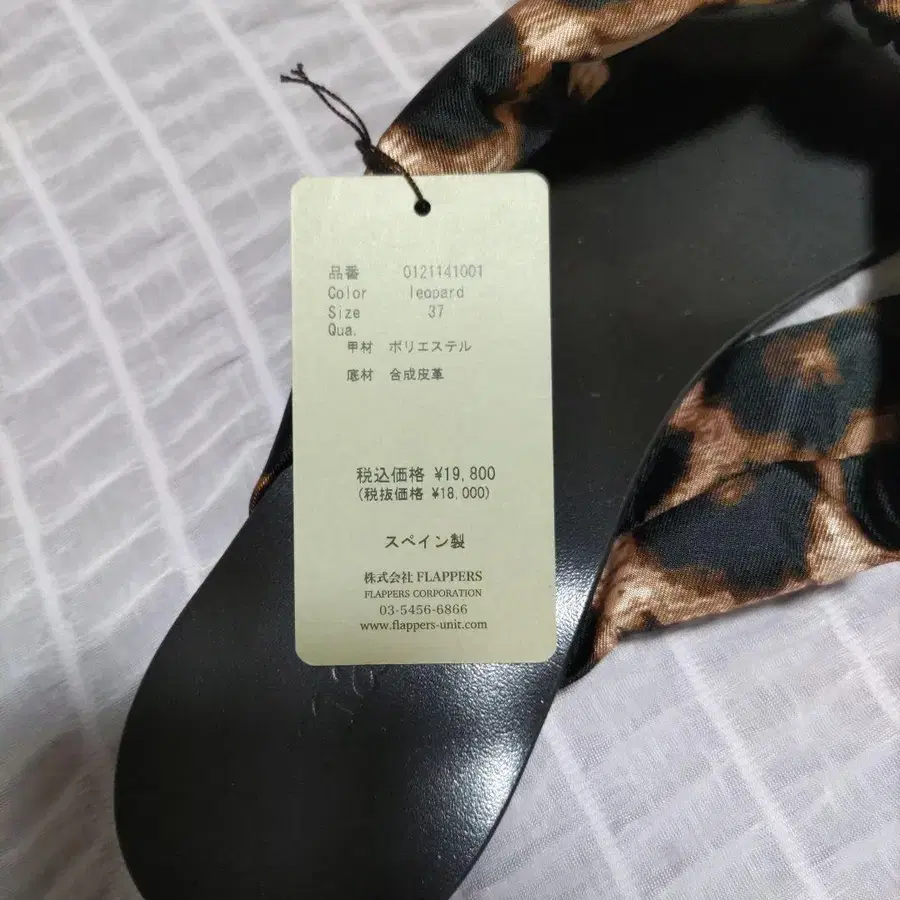 品番 0121141001
Color leopard
Size 37
Qua.
甲材 ポリエステル
底材 合成皮革
税込価格 ¥19,800
(税抜価格 ¥18,000)
スペイン製
株式会社 FLAPPERS
FLAPPERS CORPORATION
03-5456-6866
www.flappers-unit.com